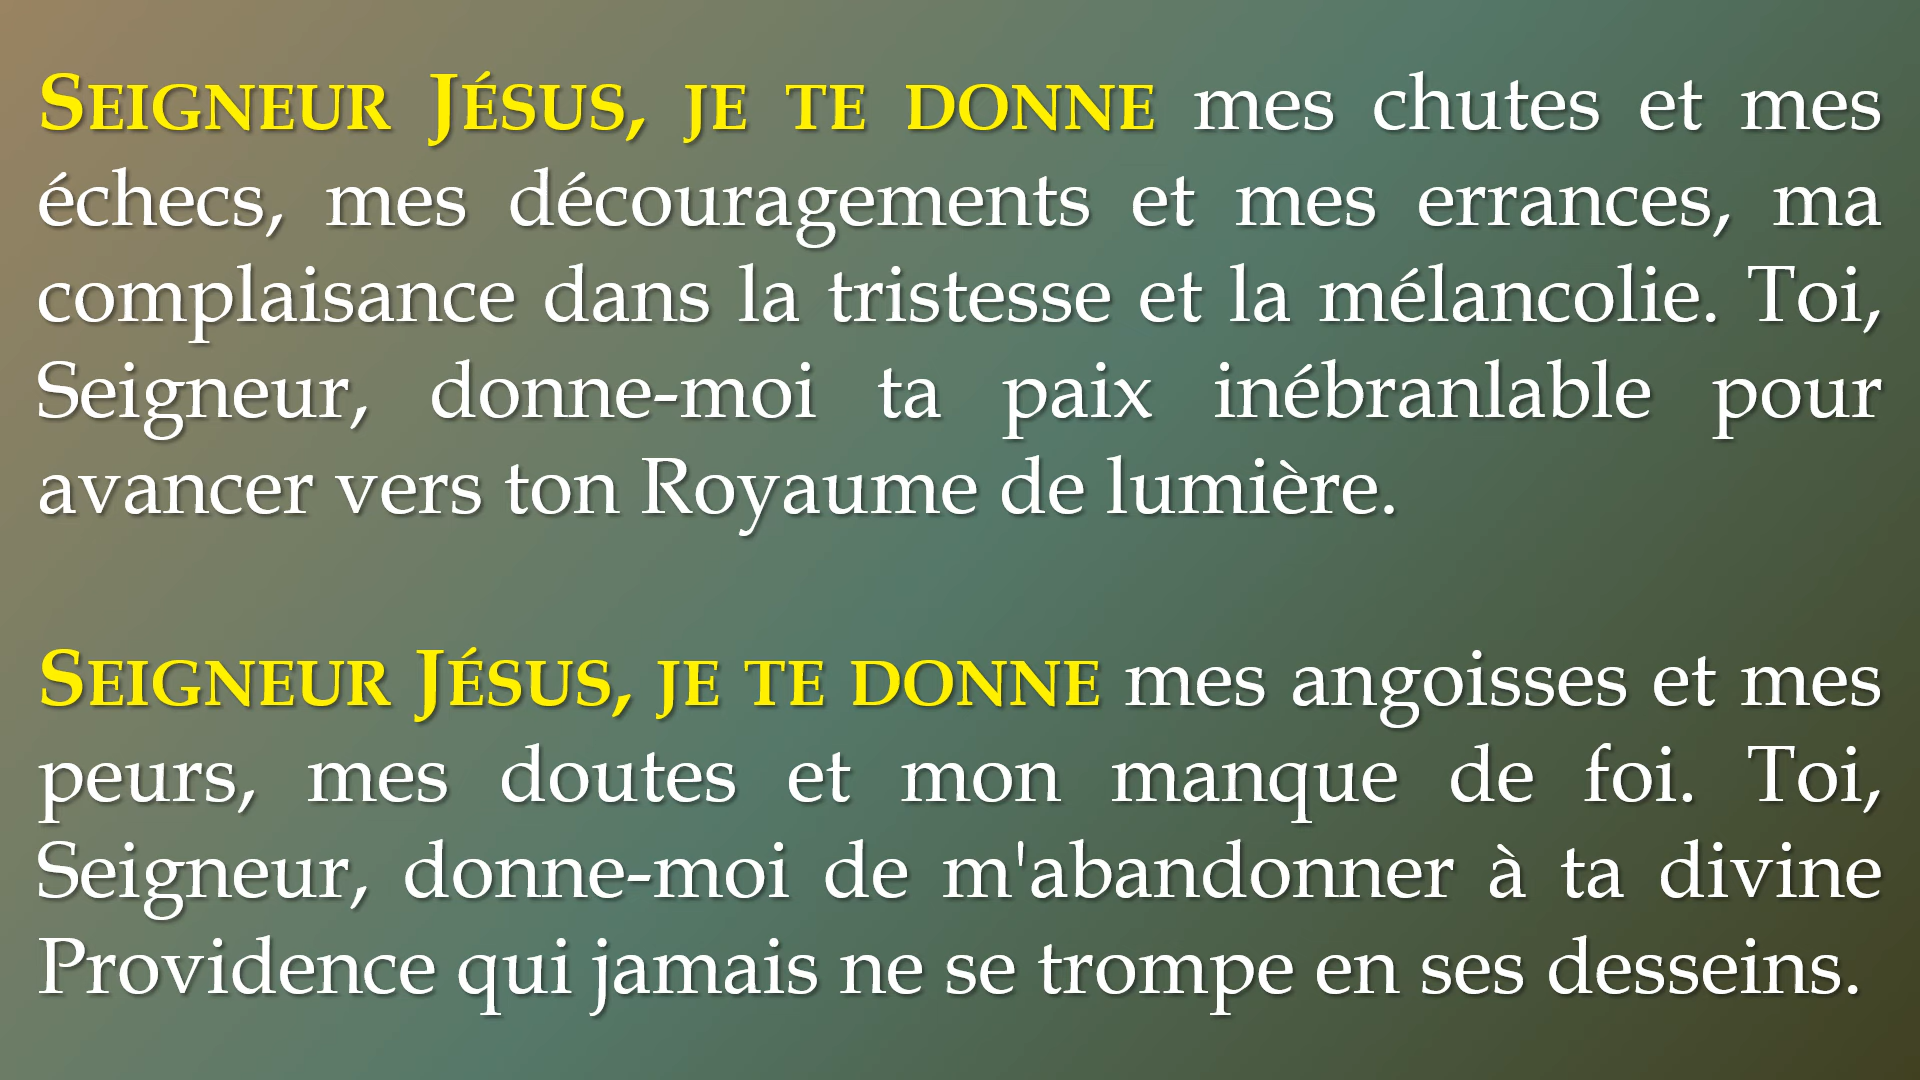 SEIGNEUR JÉSUS, JE TE DONNE mes chutes et mes
échecs, mes découragements et mes errances, ma
complaisance dans la tristesse et la mélancolie. Toi,
Seigneur, donne-moi ta paix inébranlable pour
avancer vers ton Royaume de lumière.
SEIGNEUR JÉSUS, JE TE DONNE mes angoisses et mes
peurs, mes doutes et mon manque de foi. Toi,
Seigneur, donne-moi de m'abandonner à ta divine
Providence qui jamais ne se trompe en ses desseins.